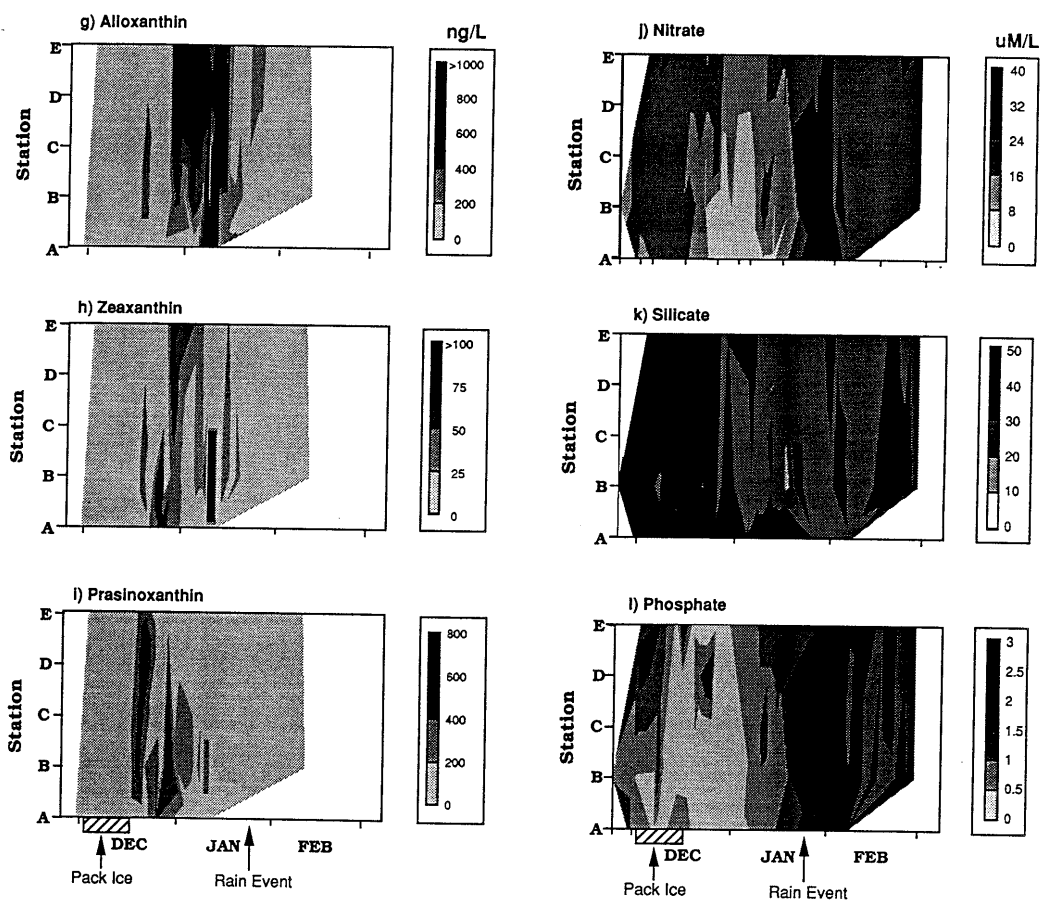 g) Alloxanthin
ng/L
E
D
C
B
A
Station
>1000
800
600
400
200
0
h) Zeaxanthin
E
D
C
B
A
Station
>100
75
50
25
0
i) Prasinoxanthin
E
D
C
B
A
Station
800
600
400
200
0
DEC
JAN
FEB
Pack Ice
Rain Event
j) Nitrate
uM/L
E
D
C
B
A
Station
40
32
24
16
8
0
k) Silicate
E
D
C
B
A
Station
50
40
30
20
10
0
l) Phosphate
E
D
C
B
A
Station
3
2.5
2
1.5
1
0.5
0
DEC
JAN
FEB
Pack Ice
Rain Event